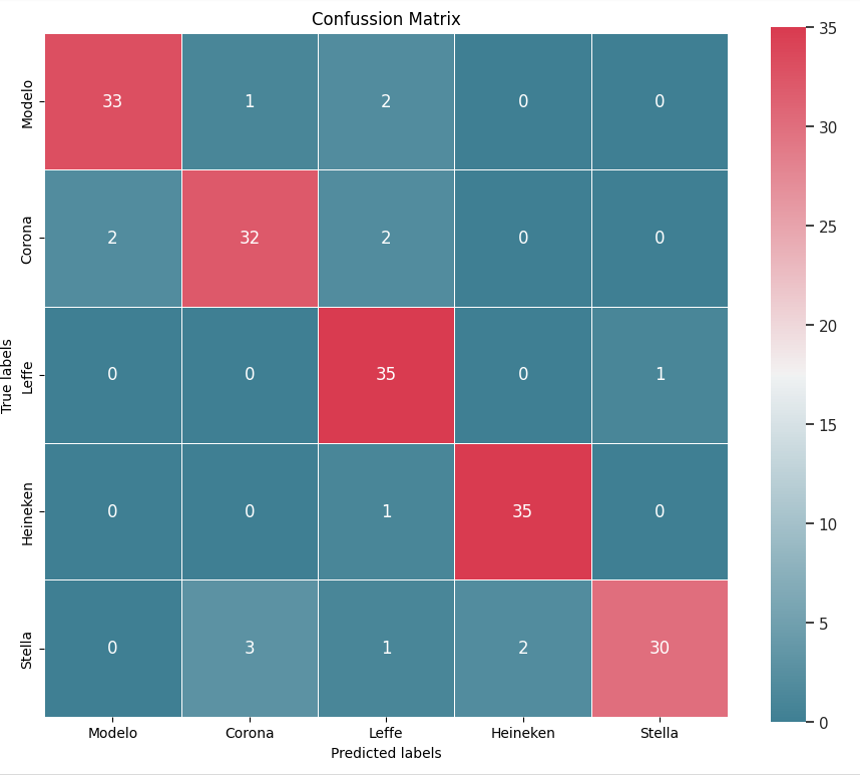 Confussion Matrix
Modelo 33 1 2 0 0
Corona 2 32 2 0 0
Leffe 0 0 35 0 1
Heineken 0 0 1 35 0
Stella 0 3 1 2 30
True labels
Modelo Corona Leffe Heineken Stella
Predicted labels
35
30
25
20
15
10
5
0